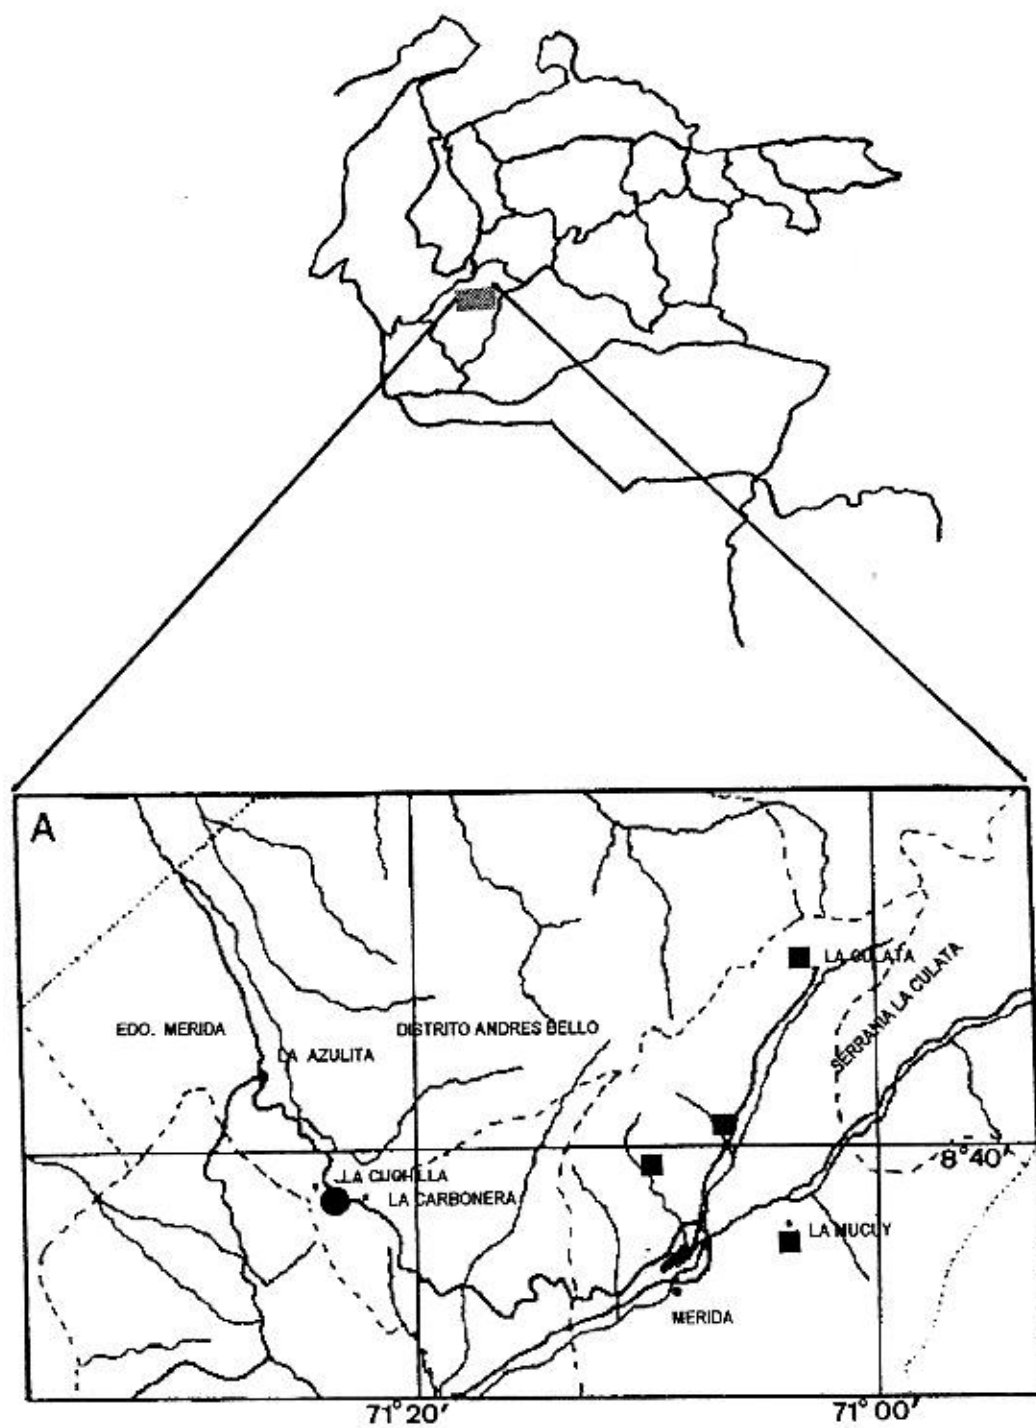 A
LA CULATA
SERRANIA LA CULATA
EDO. MERIDA
DISTRITO ANDRES BELLO
LA AZULITA
8°40'
LA CUCHILLA
LA CARBONERA
LA MUCUY
MERIDA
71°20'
71°00'